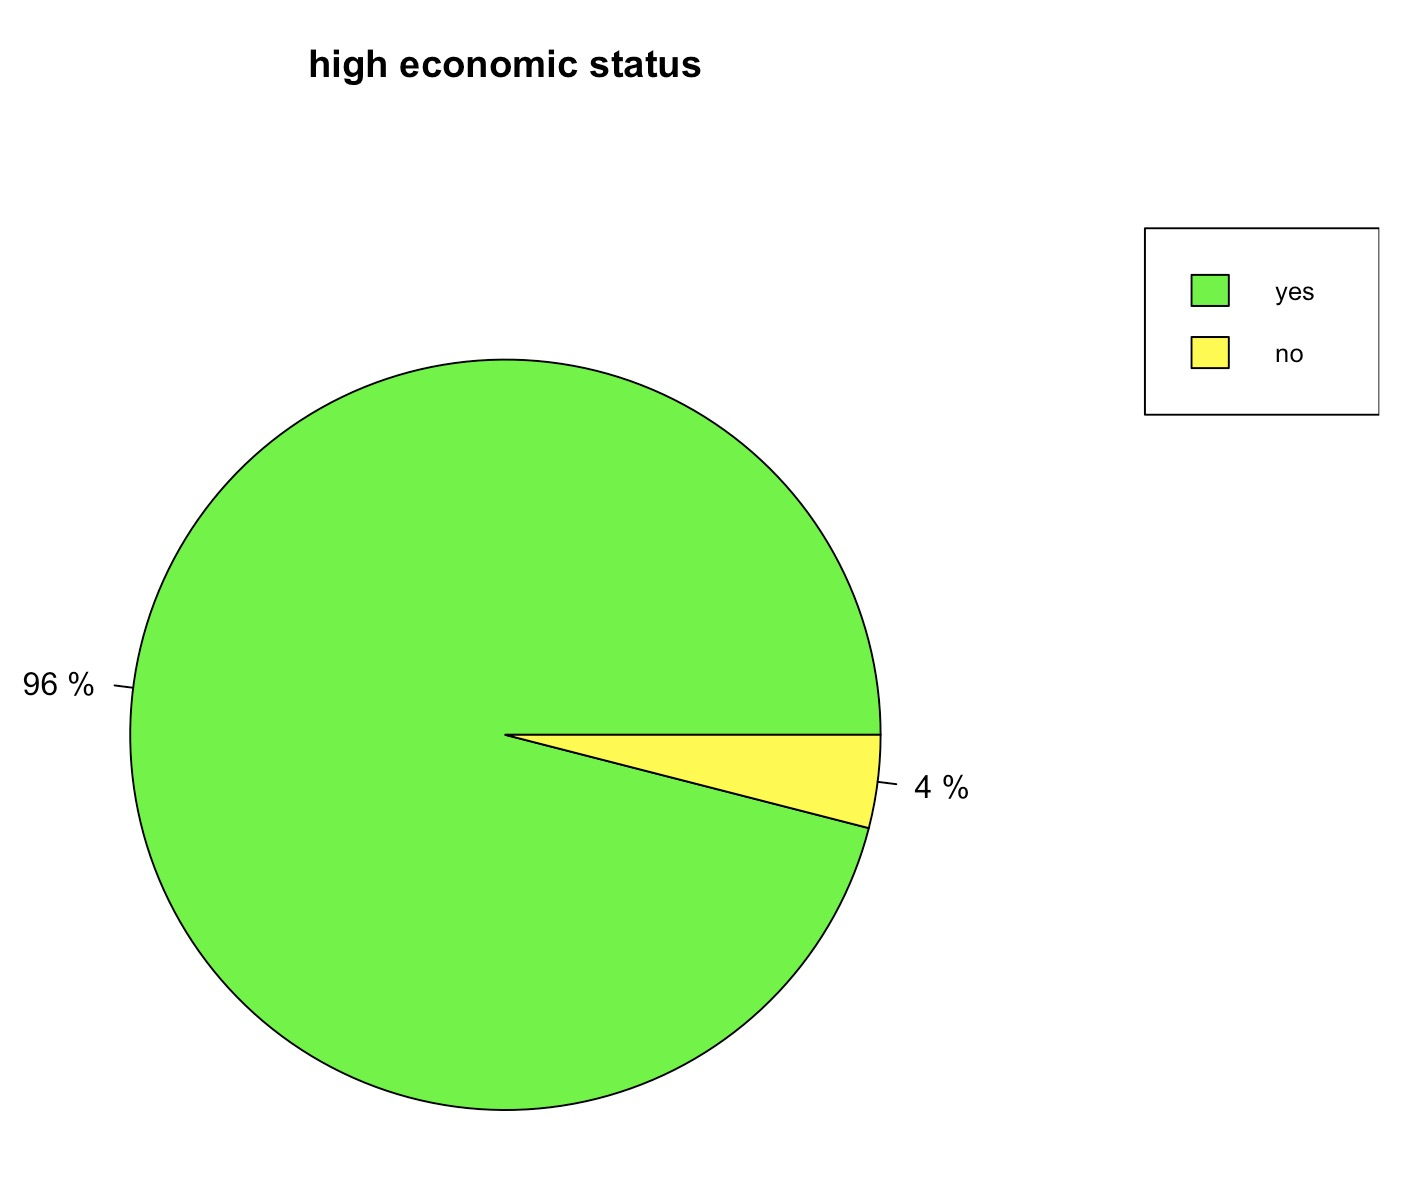 high economic status
yes
no
96 %
4 %